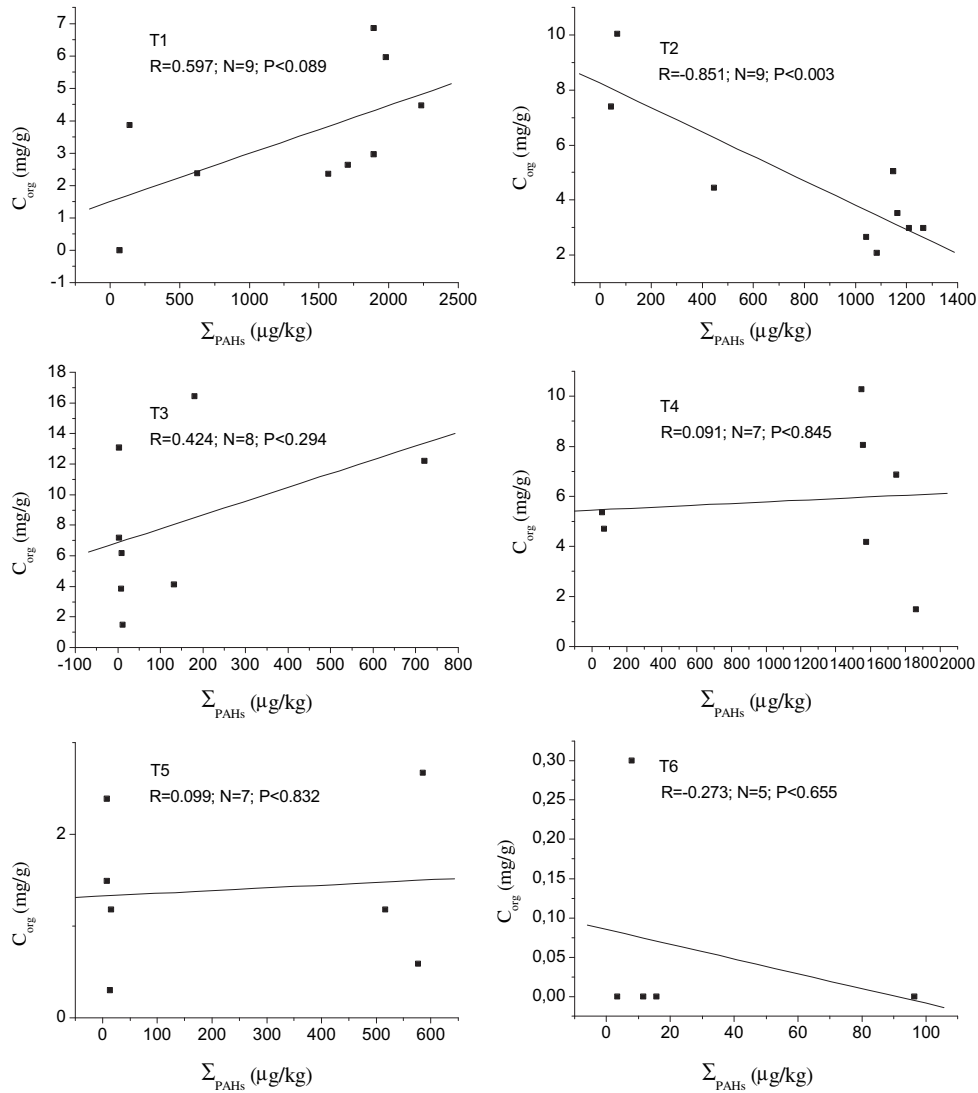 T1
R=0.597; N=9; P<0.089
7
6
5
4
3
2
1
0
-1
C_org (mg/g)
0 500 1000 1500 2000 2500
Σ_PAHs (µg/kg)
T2
R=-0.851; N=9; P<0.003
10
8
6
4
2
C_org (mg/g)
0 200 400 600 800 1000 1200 1400
Σ_PAHs (µg/kg)
T3
R=0.424; N=8; P<0.294
18
16
14
12
10
8
6
4
2
0
C_org (mg/g)
-100 0 100 200 300 400 500 600 700 800
Σ_PAHs (µg/kg)
T4
R=0.091; N=7; P<0.845
10
8
6
4
2
0
C_org (mg/g)
0 200 400 600 800 1000 1200 1400 1600 1800 2000
Σ_PAHs (µg/kg)
T5
R=0.099; N=7; P<0.832
2
0
C_org (mg/g)
0 100 200 300 400 500 600
Σ_PAHs (µg/kg)
T6
R=-0.273; N=5; P<0.655
0,30
0,25
0,20
0,15
0,10
0,05
0,00
C_org (mg/g)
0 20 40 60 80 100
Σ_PAHs (µg/kg)